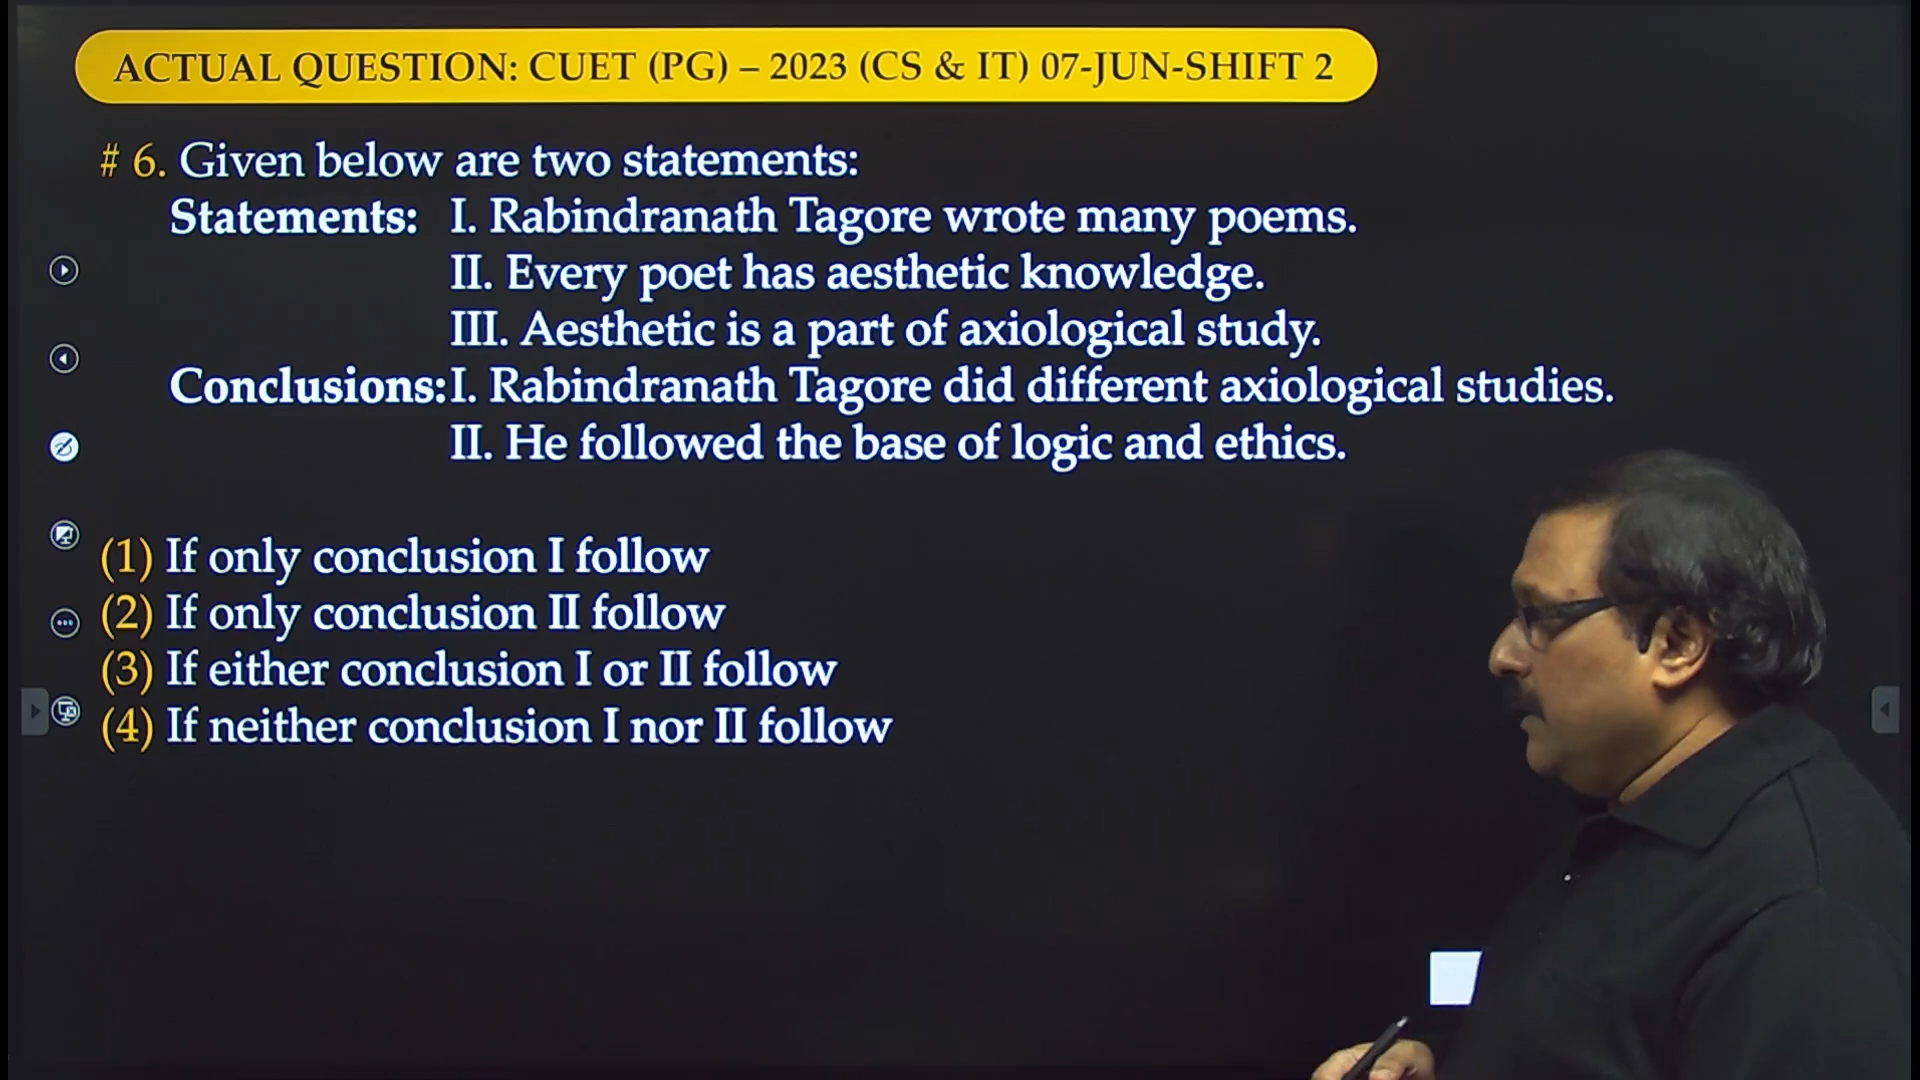 ACTUAL QUESTION: CUET (PG) – 2023 (CS & IT) 07-JUN-SHIFT 2
# 6. Given below are two statements:
Statements: I. Rabindranath Tagore wrote many poems.
II. Every poet has aesthetic knowledge.
III. Aesthetic is a part of axiological study.
Conclusions: I. Rabindranath Tagore did different axiological studies.
II. He followed the base of logic and ethics.
(1) If only conclusion I follow
(2) If only conclusion II follow
(3) If either conclusion I or II follow
(4) If neither conclusion I nor II follow